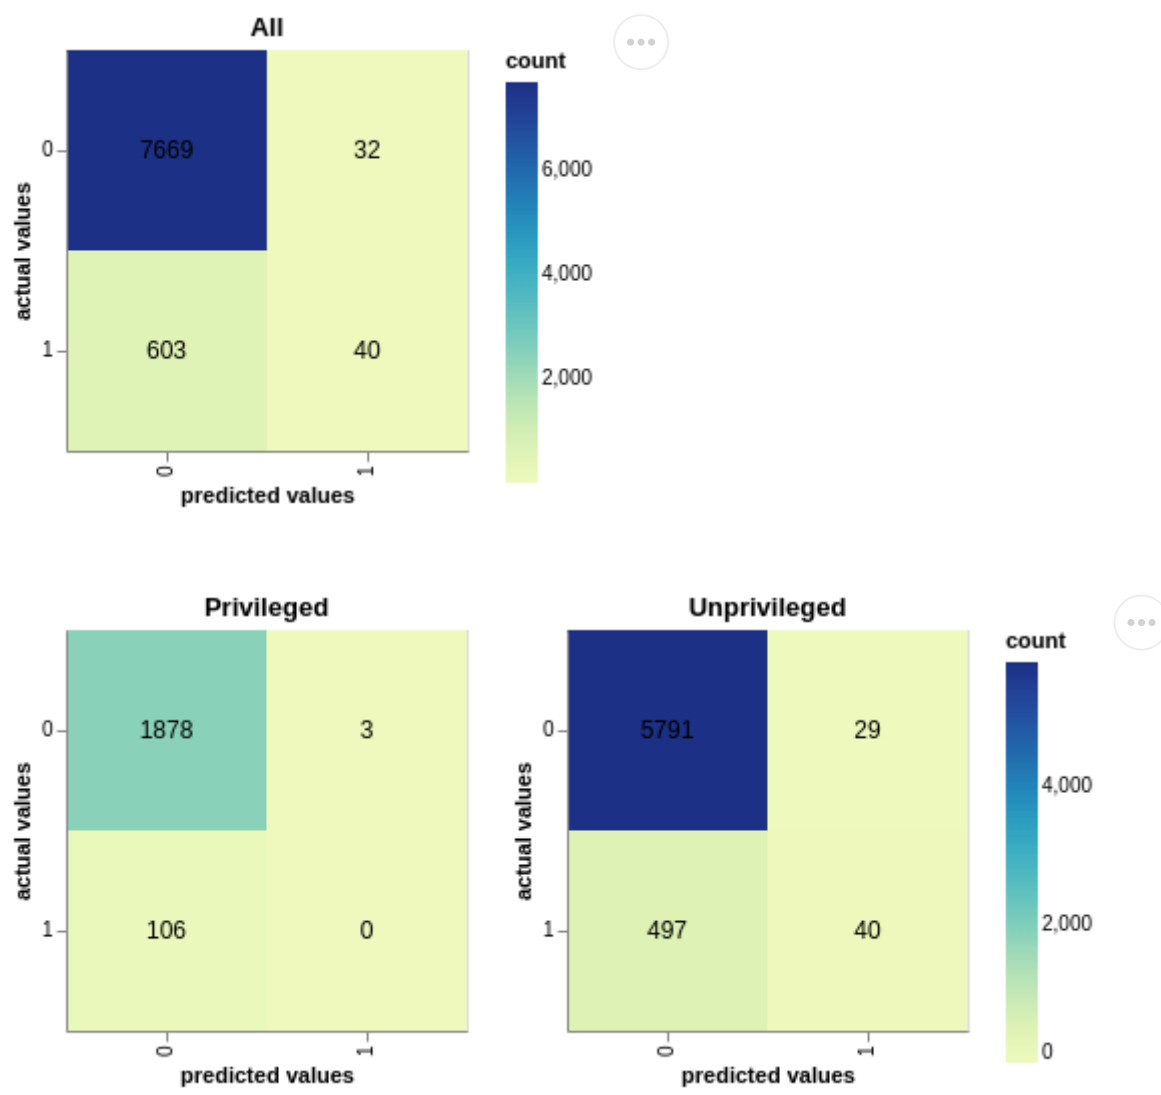 All
count
0
7669
32
6,000
4,000
actual values
1
603
40
2,000
0
1
predicted values
Privileged
Unprivileged
count
0
1878
3
0
5791
29
4,000
actual values
actual values
2,000
1
106
0
1
497
40
0
0
1
0
1
predicted values
predicted values